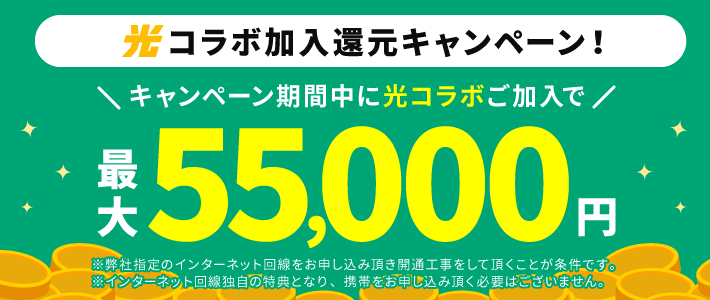 光コラボ加入還元キャンペーン！
＼ キャンペーン期間中に光コラボご加入で ／
最大55,000円
※弊社指定のインターネット回線をお申し込み頂き開通工事をして頂くことが条件です。
※インターネット回線独自の特典となり、携帯をお申し込み頂く必要はございません。